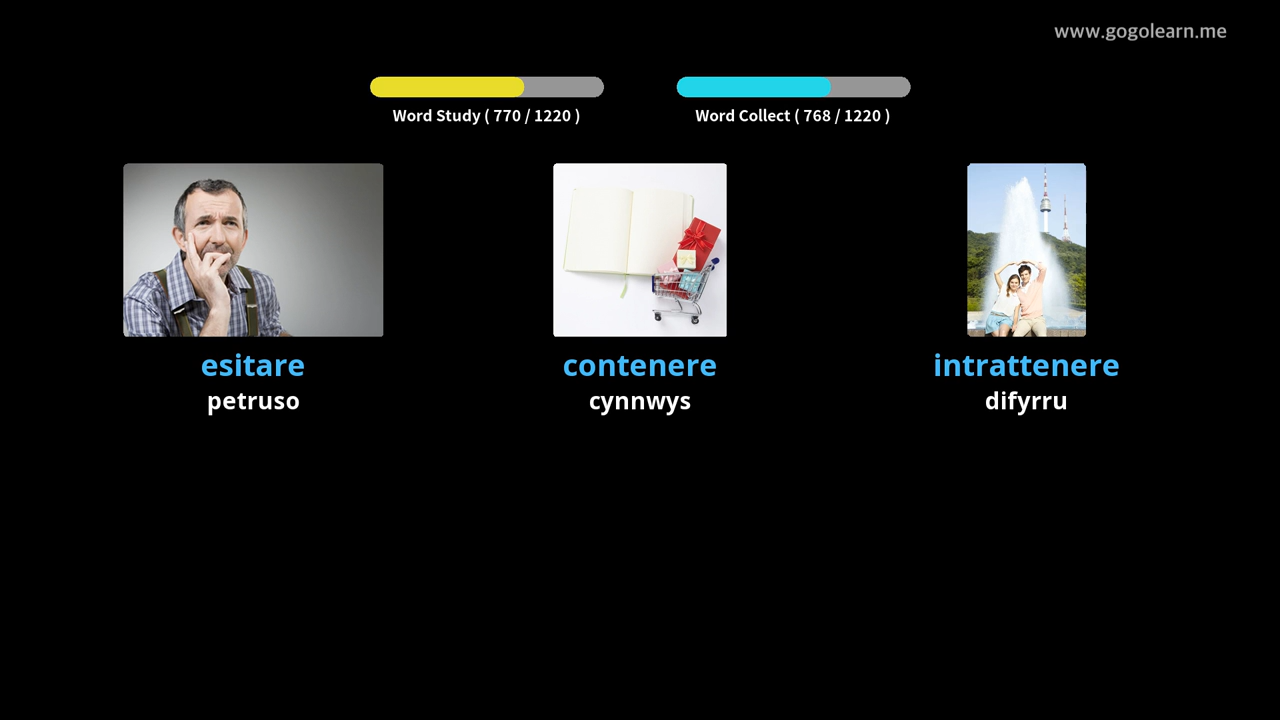 www.gogolearn.me
Word Study ( 770 / 1220 )
Word Collect ( 768 / 1220 )
esitare
petruso
contenere
cynnwys
intrattenere
difyrru